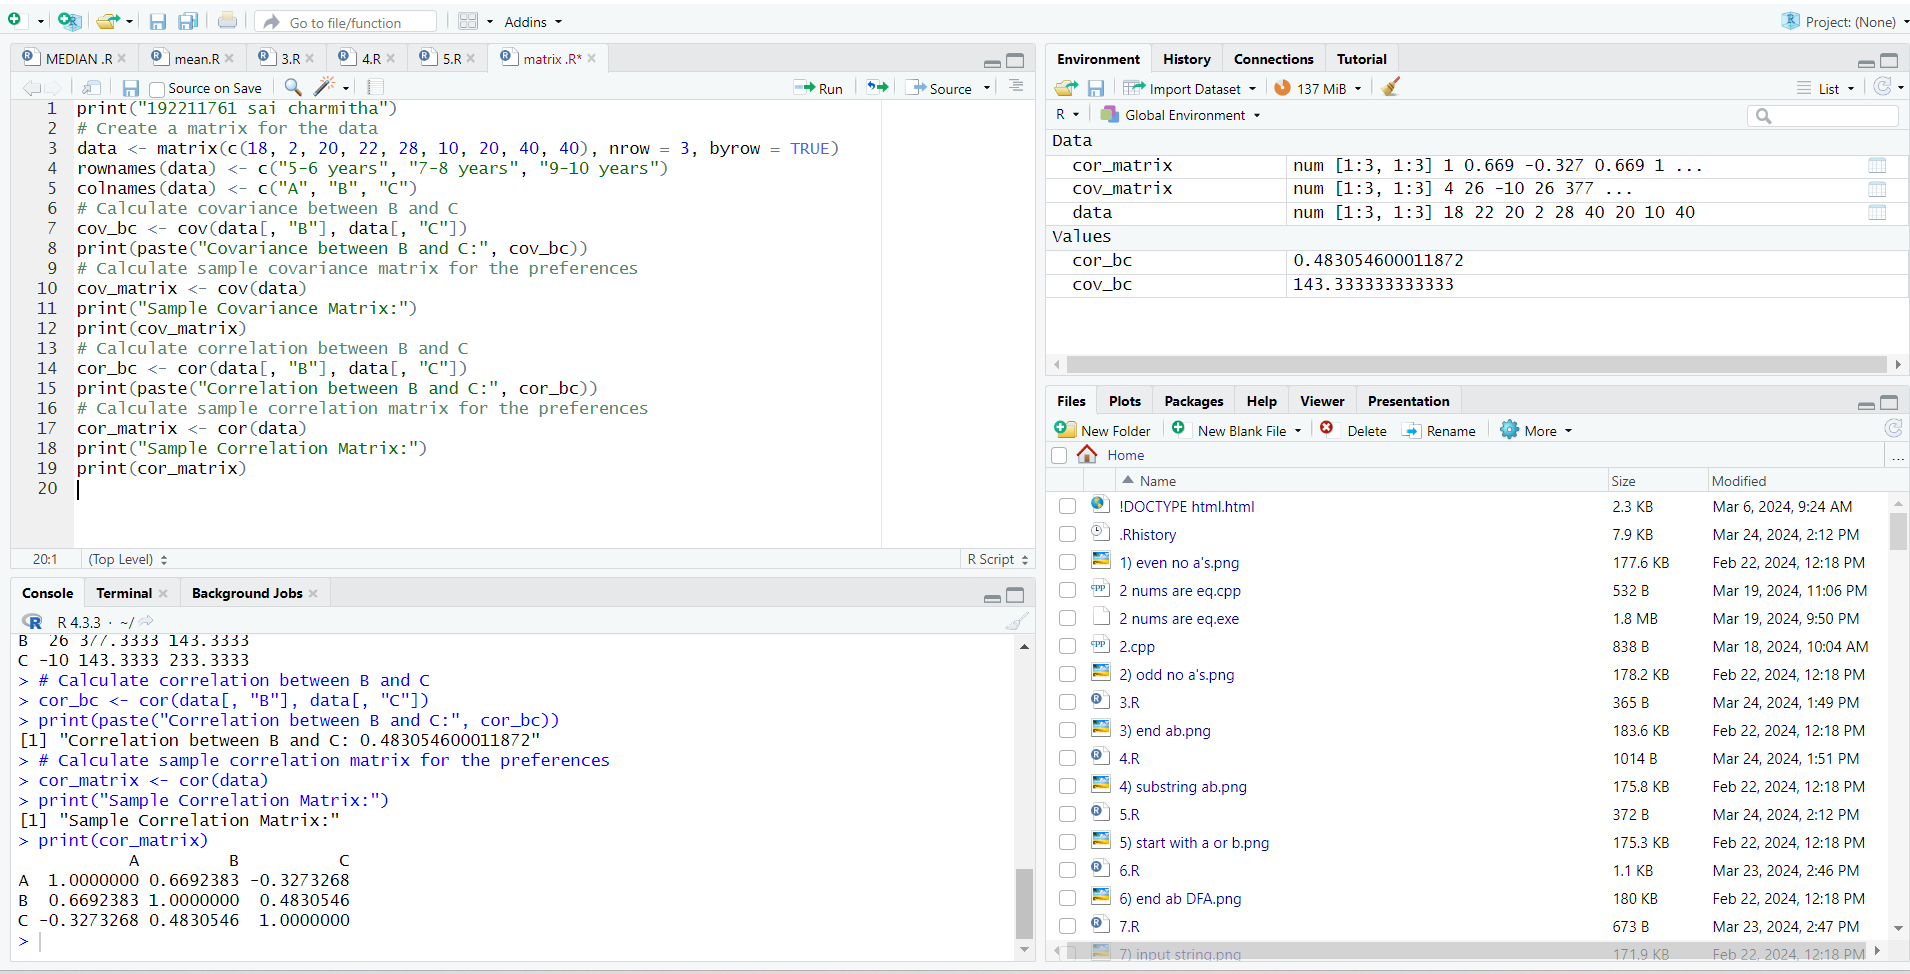 Go to file/function
Addins
Project: (None)
MEDIAN .R
mean.R
3.R
4.R
5.R
matrix .R*
Source on Save
Run
Source
1 print("192211761 sai charmitha")
2 # Create a matrix for the data
3 data <- matrix(c(18, 2, 20, 22, 28, 10, 20, 40, 40), nrow = 3, byrow = TRUE)
4 rownames(data) <- c("5-6 years", "7-8 years", "9-10 years")
5 colnames(data) <- c("A", "B", "C")
6 # Calculate covariance between B and C
7 cov_bc <- cov(data[, "B"], data[, "C"])
8 print(paste("Covariance between B and C:", cov_bc))
9 # Calculate sample covariance matrix for the preferences
10 cov_matrix <- cov(data)
11 print("Sample Covariance Matrix:")
12 print(cov_matrix)
13 # Calculate correlation between B and C
14 cor_bc <- cor(data[, "B"], data[, "C"])
15 print(paste("Correlation between B and C:", cor_bc))
16 # Calculate sample correlation matrix for the preferences
17 cor_matrix <- cor(data)
18 print("Sample Correlation Matrix:")
19 print(cor_matrix)
20
20:1 (Top Level) R Script
Console Terminal Background Jobs
R 4.3.3 · ~/
B 26 377.3333 143.3333
C -10 143.3333 233.3333
> # Calculate correlation between B and C
> cor_bc <- cor(data[, "B"], data[, "C"])
> print(paste("Correlation between B and C:", cor_bc))
[1] "Correlation between B and C: 0.483054600011872"
> # Calculate sample correlation matrix for the preferences
> cor_matrix <- cor(data)
> print("Sample Correlation Matrix:")
[1] "Sample Correlation Matrix:"
> print(cor_matrix)
A B C
A 1.0000000 0.6692383 -0.3273268
B 0.6692383 1.0000000 0.4830546
C -0.3273268 0.4830546 1.0000000
>
Environment History Connections Tutorial
Import Dataset 137 MiB List
R Global Environment
Data
cor_matrix num [1:3, 1:3] 1 0.669 -0.327 0.669 1 ...
cov_matrix num [1:3, 1:3] 4 26 -10 26 377 ...
data num [1:3, 1:3] 18 22 20 2 28 40 20 10 40
Values
cor_bc 0.483054600011872
cov_bc 143.333333333333
Files Plots Packages Help Viewer Presentation
New Folder New Blank File Delete Rename More
Home ...
Name Size Modified
!DOCTYPE html.html 2.3 KB Mar 6, 2024, 9:24 AM
.Rhistory 7.9 KB Mar 24, 2024, 2:12 PM
1) even no a's.png 177.6 KB Feb 22, 2024, 12:18 PM
2 nums are eq.cpp 532 B Mar 19, 2024, 11:06 PM
2 nums are eq.exe 1.8 MB Mar 19, 2024, 9:50 PM
2.cpp 838 B Mar 18, 2024, 10:04 AM
2) odd no a's.png 178.2 KB Feb 22, 2024, 12:18 PM
3.R 365 B Mar 24, 2024, 1:49 PM
3) end ab.png 183.6 KB Feb 22, 2024, 12:18 PM
4.R 1014 B Mar 24, 2024, 1:51 PM
4) substring ab.png 175.8 KB Feb 22, 2024, 12:18 PM
5.R 372 B Mar 24, 2024, 2:12 PM
5) start with a or b.png 175.3 KB Feb 22, 2024, 12:18 PM
6.R 1.1 KB Mar 23, 2024, 2:46 PM
6) end ab DFA.png 180 KB Feb 22, 2024, 12:18 PM
7.R 673 B Mar 23, 2024, 2:47 PM
7) input string.png 171.9 KB Feb 22, 2024, 12:18 PM